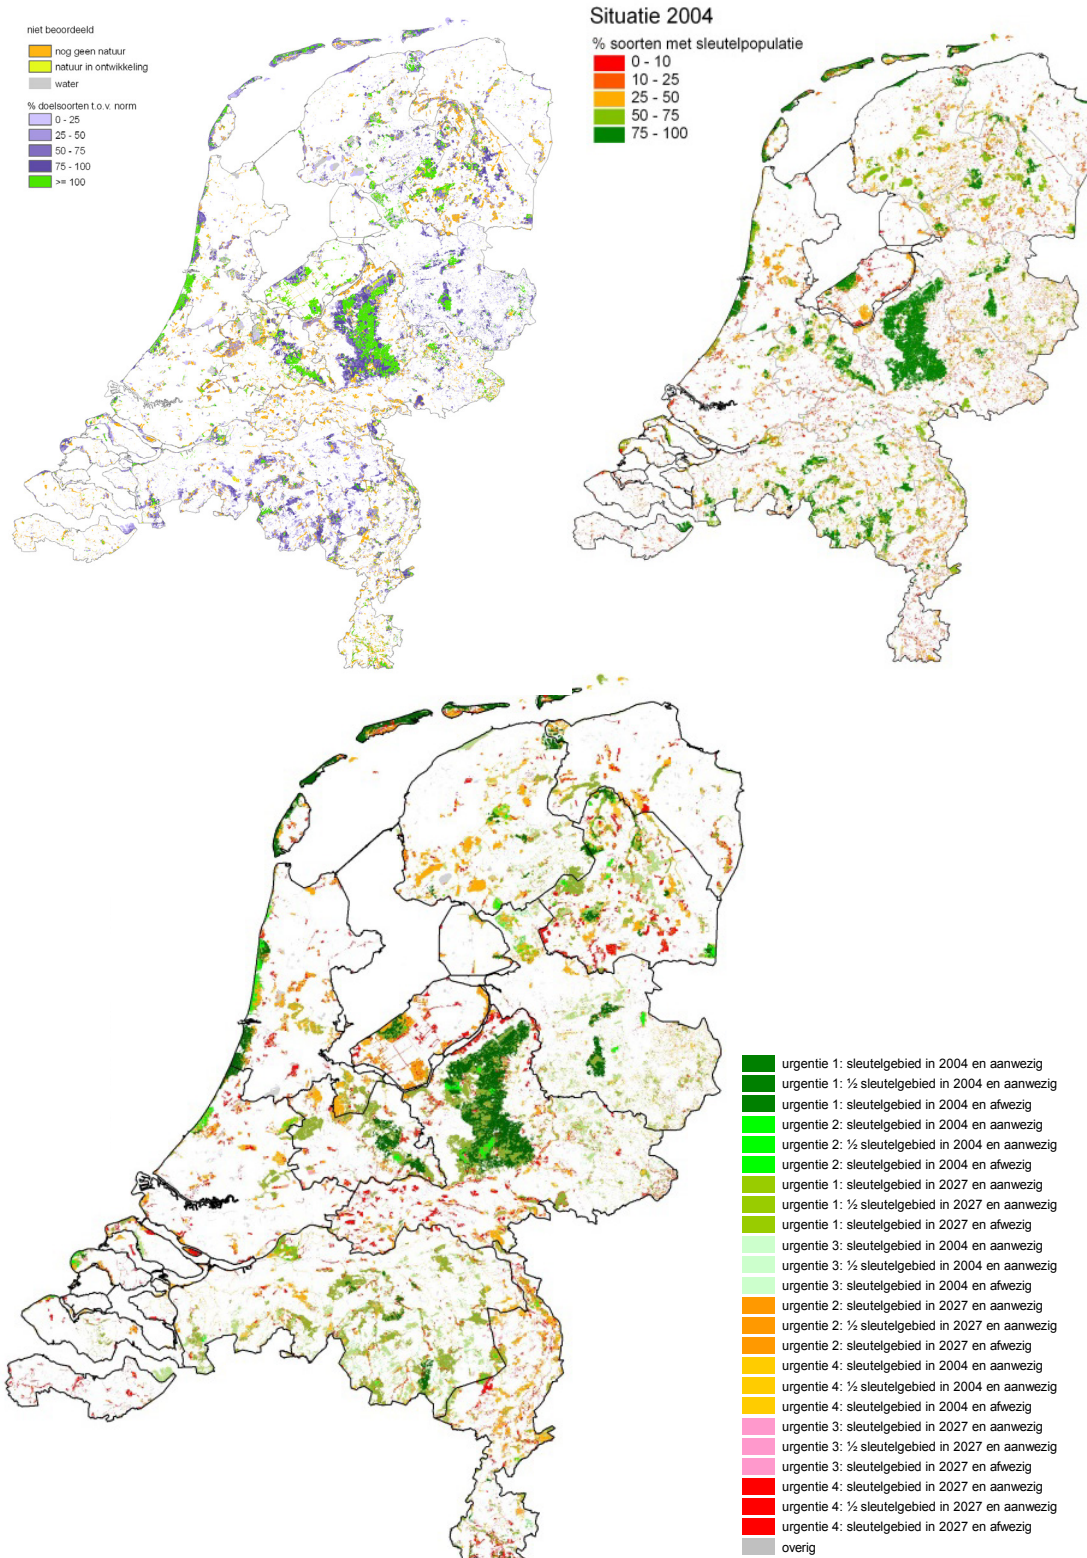 niet beoordeeld
nog geen natuur
natuur in ontwikkeling
water
% doelsoorten t.o.v. norm
0 - 25
25 - 50
50 - 75
75 - 100
>= 100
Situatie 2004
% soorten met sleutelpopulatie
0 - 10
10 - 25
25 - 50
50 - 75
75 - 100
urgentie 1: sleutelgebied in 2004 en aanwezig
urgentie 1: ½ sleutelgebied in 2004 en aanwezig
urgentie 1: sleutelgebied in 2004 en afwezig
urgentie 2: sleutelgebied in 2004 en aanwezig
urgentie 2: ½ sleutelgebied in 2004 en aanwezig
urgentie 2: sleutelgebied in 2004 en afwezig
urgentie 1: sleutelgebied in 2027 en aanwezig
urgentie 1: ½ sleutelgebied in 2027 en aanwezig
urgentie 1: sleutelgebied in 2027 en afwezig
urgentie 3: sleutelgebied in 2004 en aanwezig
urgentie 3: ½ sleutelgebied in 2004 en aanwezig
urgentie 3: sleutelgebied in 2004 en afwezig
urgentie 2: sleutelgebied in 2027 en aanwezig
urgentie 2: ½ sleutelgebied in 2027 en aanwezig
urgentie 2: sleutelgebied in 2027 en afwezig
urgentie 4: sleutelgebied in 2004 en aanwezig
urgentie 4: ½ sleutelgebied in 2004 en aanwezig
urgentie 4: sleutelgebied in 2004 en afwezig
urgentie 3: sleutelgebied in 2027 en aanwezig
urgentie 3: ½ sleutelgebied in 2027 en aanwezig
urgentie 3: sleutelgebied in 2027 en afwezig
urgentie 4: sleutelgebied in 2027 en aanwezig
urgentie 4: ½ sleutelgebied in 2027 en aanwezig
urgentie 4: sleutelgebied in 2027 en afwezig
overig